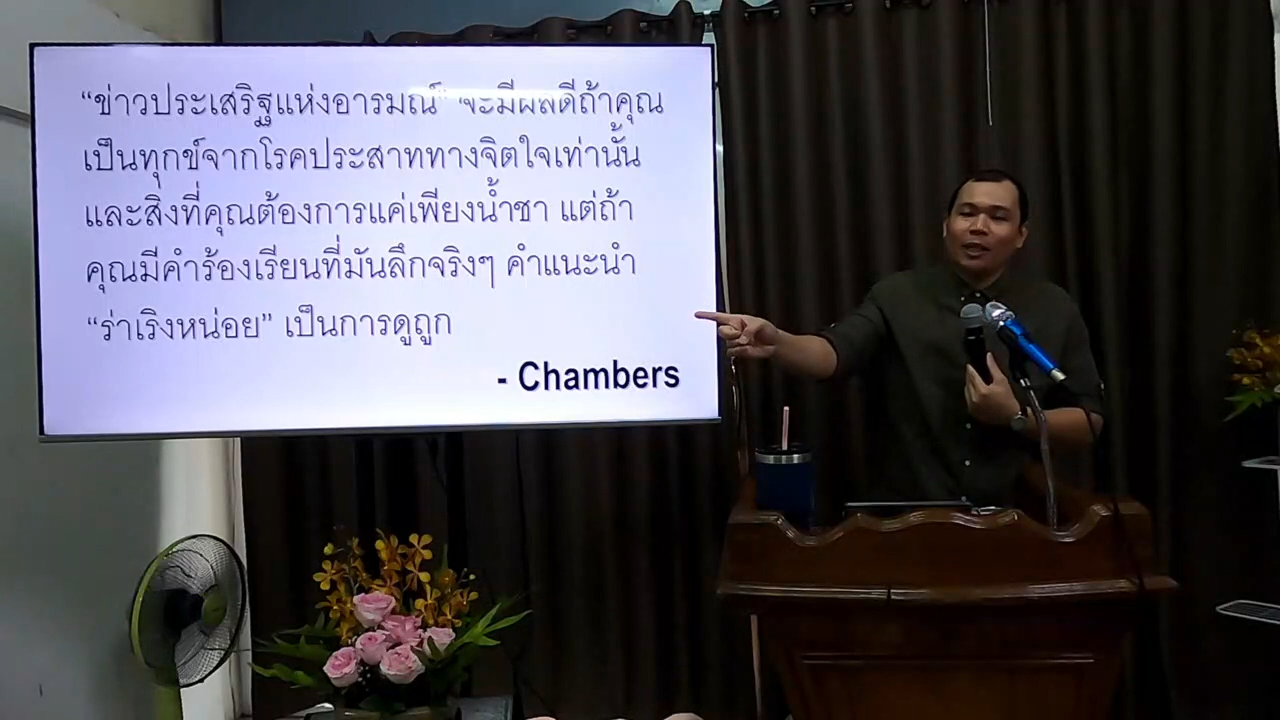 “ข่าวประเสริฐแห่งอารมณ์” จะมีผลดีถ้าคุณ
เป็นทุกข์จากโรคประสาททางจิตใจเท่านั้น
และสิ่งที่คุณต้องการแค่เพียงน้ำชา แต่ถ้า
คุณมีคำร้องเรียนที่มันลึกจริงๆ คำแนะนำ
“ร่าเริงหน่อย” เป็นการดูถูก
- Chambers